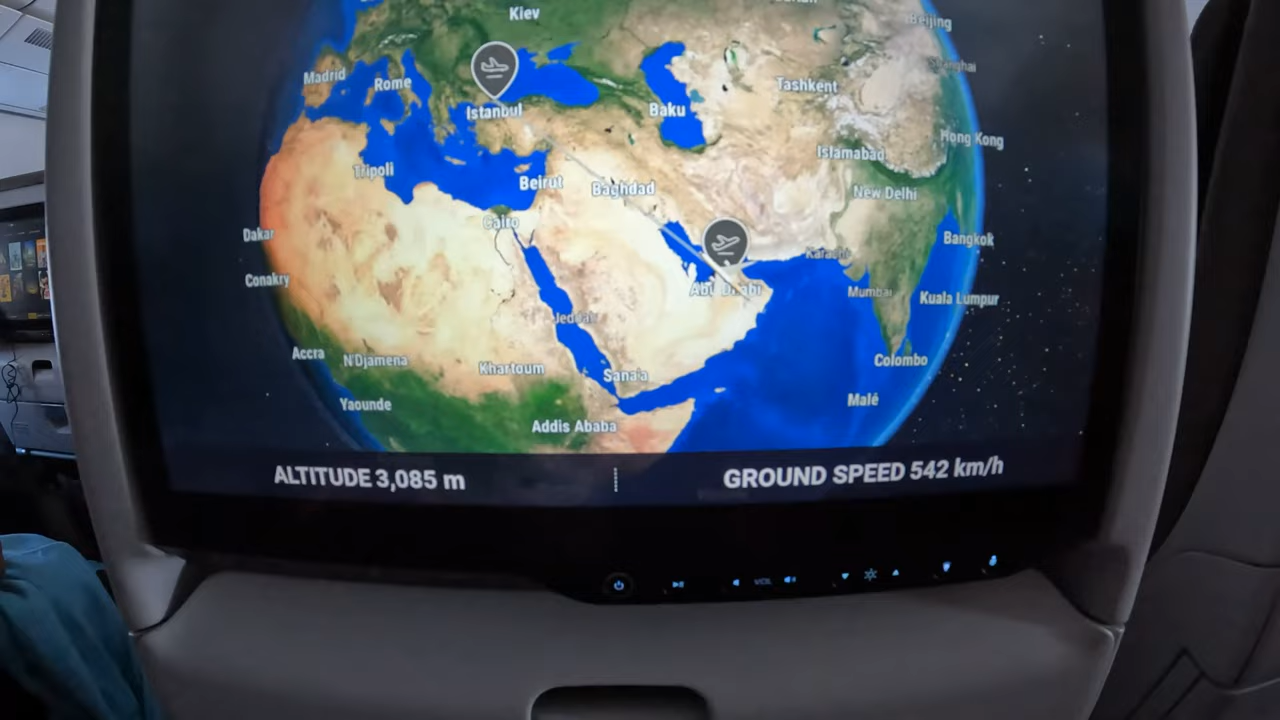 Kiev
Beijing
Shanghai
Madrid
Rome
Istanbul
Baku
Tashkent
Hong Kong
Islamabad
Tripoli
Beirut
Baghdad
New Delhi
Cairo
Dakar
Karachi
Bangkok
Conakry
Abu Dhabi
Mumbai
Kuala Lumpur
Jeddah
Accra
N'Djamena
Khartoum
Sana'a
Colombo
Yaounde
Addis Ababa
Malé
ALTITUDE 3,085 m
GROUND SPEED 542 km/h
VOL